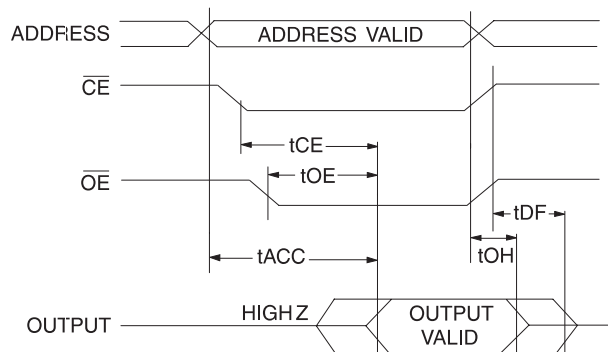 ADDRESS
ADDRESS VALID
CE
tCE
OE
tOE
tDF
tACC
tOH
OUTPUT
HIGH Z
OUTPUT
VALID